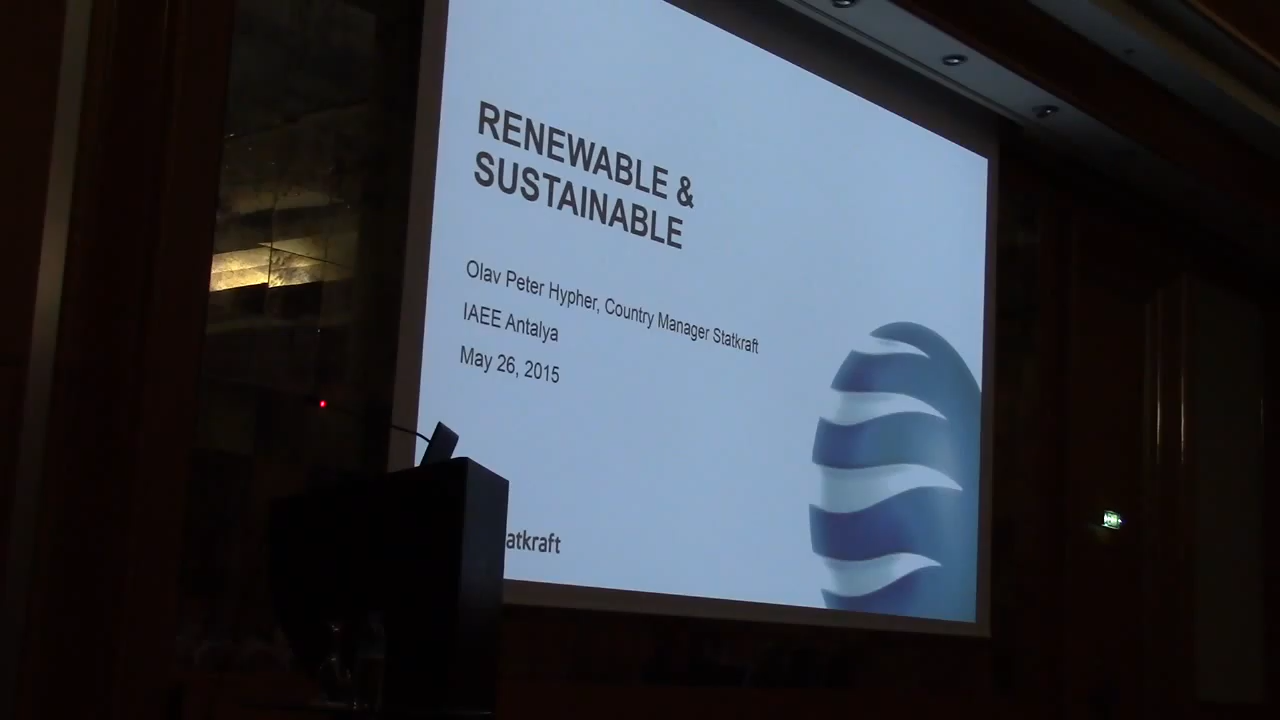 RENEWABLE &
SUSTAINABLE
Olav Peter Hypher, Country Manager Statkraft
IAEE Antalya
May 26, 2015
atkraft